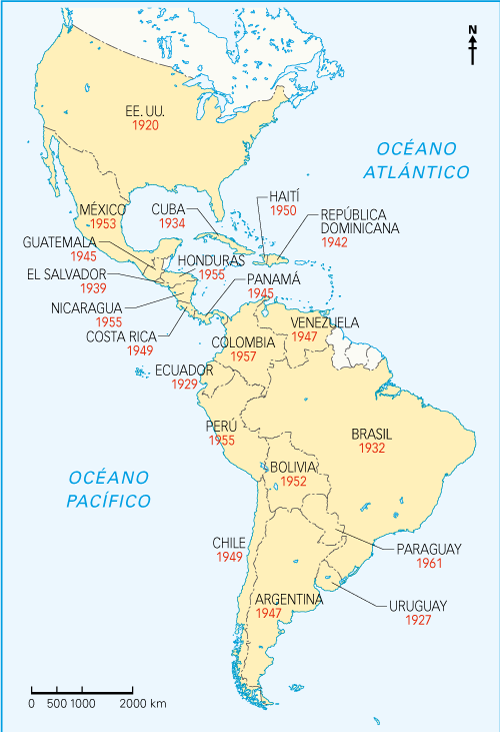 N
EE. UU.
1920
OCÉANO
ATLÁNTICO
MÉXICO
1953
CUBA
1934
HAITÍ
1950
REPÚBLICA
DOMINICANA
1942
GUATEMALA
1945
HONDURAS
1955
EL SALVADOR
1939
PANAMÁ
1945
NICARAGUA
1955
COSTA RICA
1949
VENEZUELA
1947
COLOMBIA
1957
ECUADOR
1929
PERÚ
1955
BRASIL
1932
BOLIVIA
1952
OCÉANO
PACÍFICO
CHILE
1949
PARAGUAY
1961
ARGENTINA
1947
URUGUAY
1927
0 500 1000 2000 km